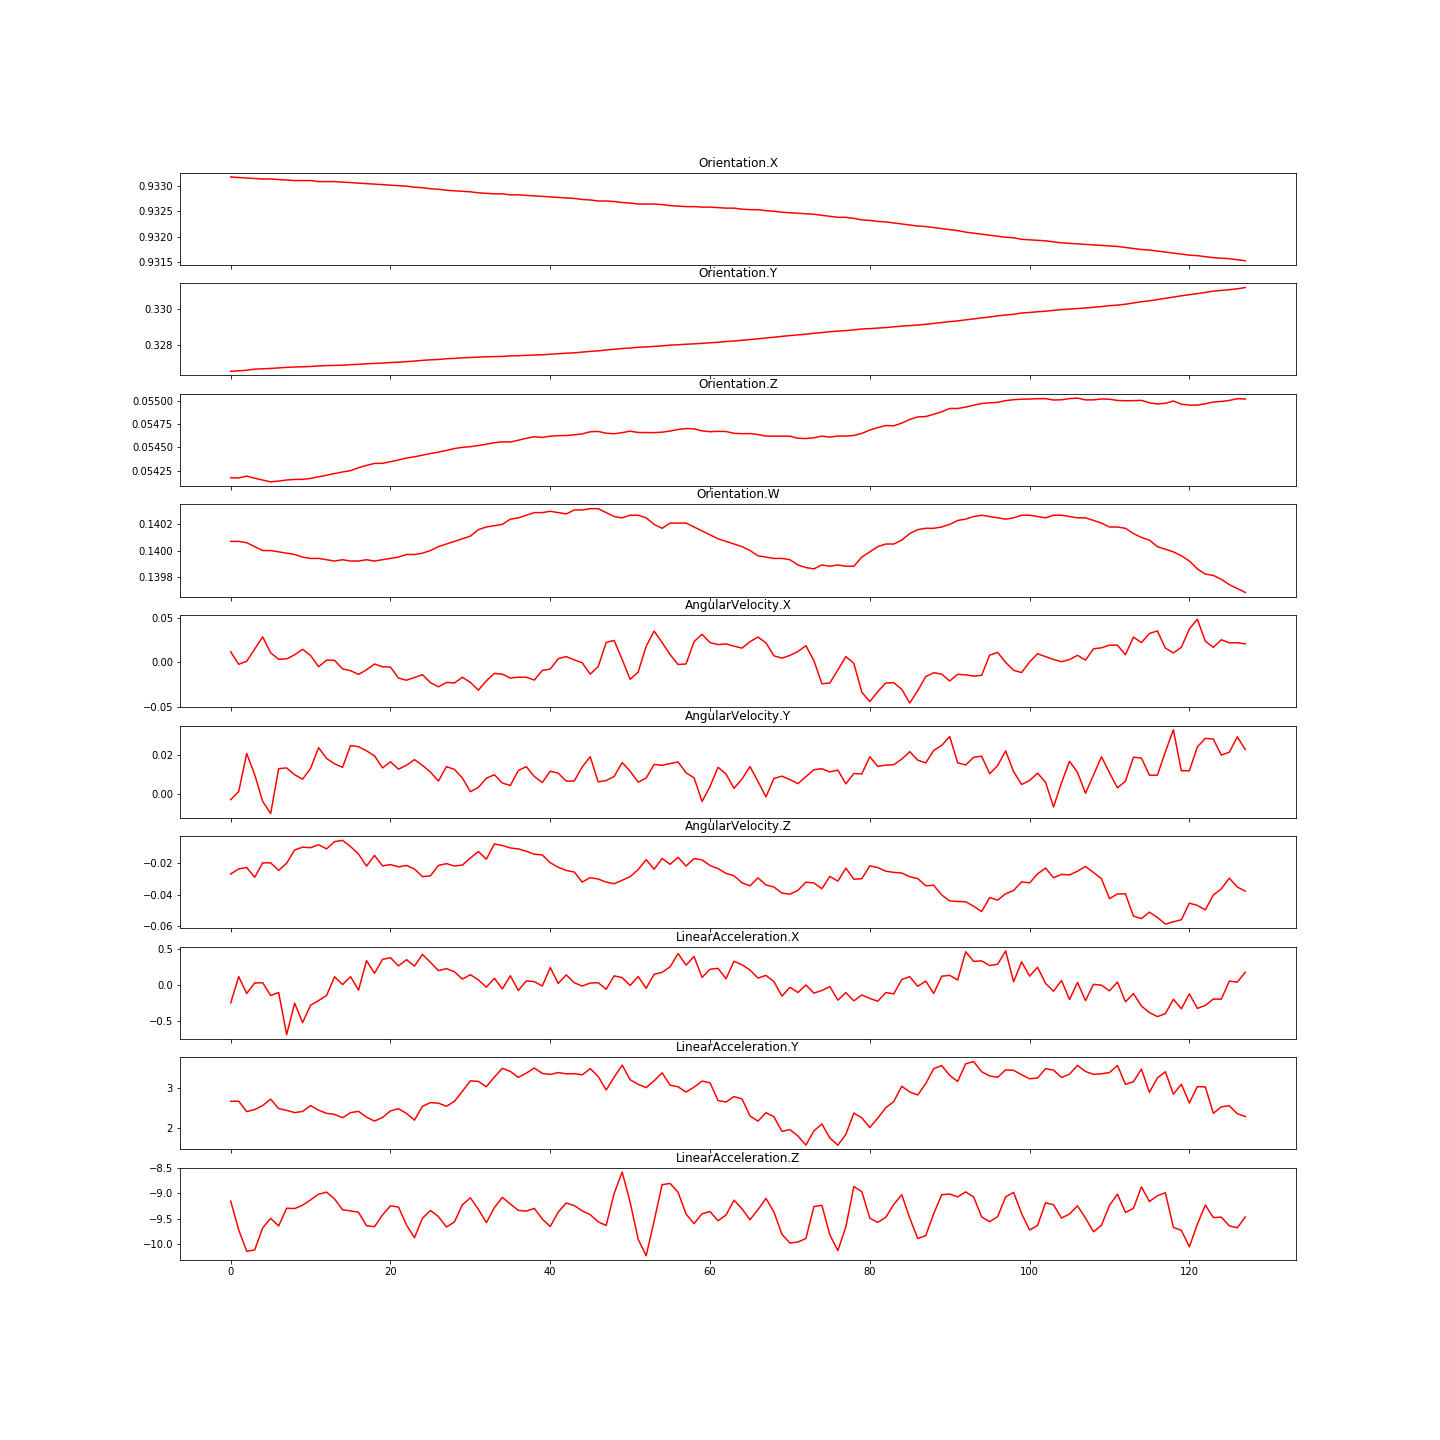 Orientation.X
0.9330
0.9325
0.9320
0.9315
Orientation.Y
0.330
0.328
Orientation.Z
0.05500
0.05475
0.05450
0.05425
Orientation.W
0.1402
0.1400
0.1398
AngularVelocity.X
0.05
0.00
−0.05
AngularVelocity.Y
0.02
0.00
AngularVelocity.Z
−0.02
−0.04
−0.06
LinearAcceleration.X
0.5
0.0
−0.5
LinearAcceleration.Y
3
2
LinearAcceleration.Z
−8.5
−9.0
−9.5
−10.0
0 20 40 60 80 100 120